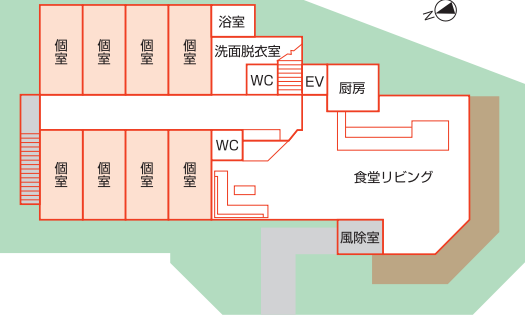 浴室
個室 個室 個室 個室
洗面脱衣室
WC
EV
厨房
WC
個室 個室 個室 個室
食堂リビング
風除室
N